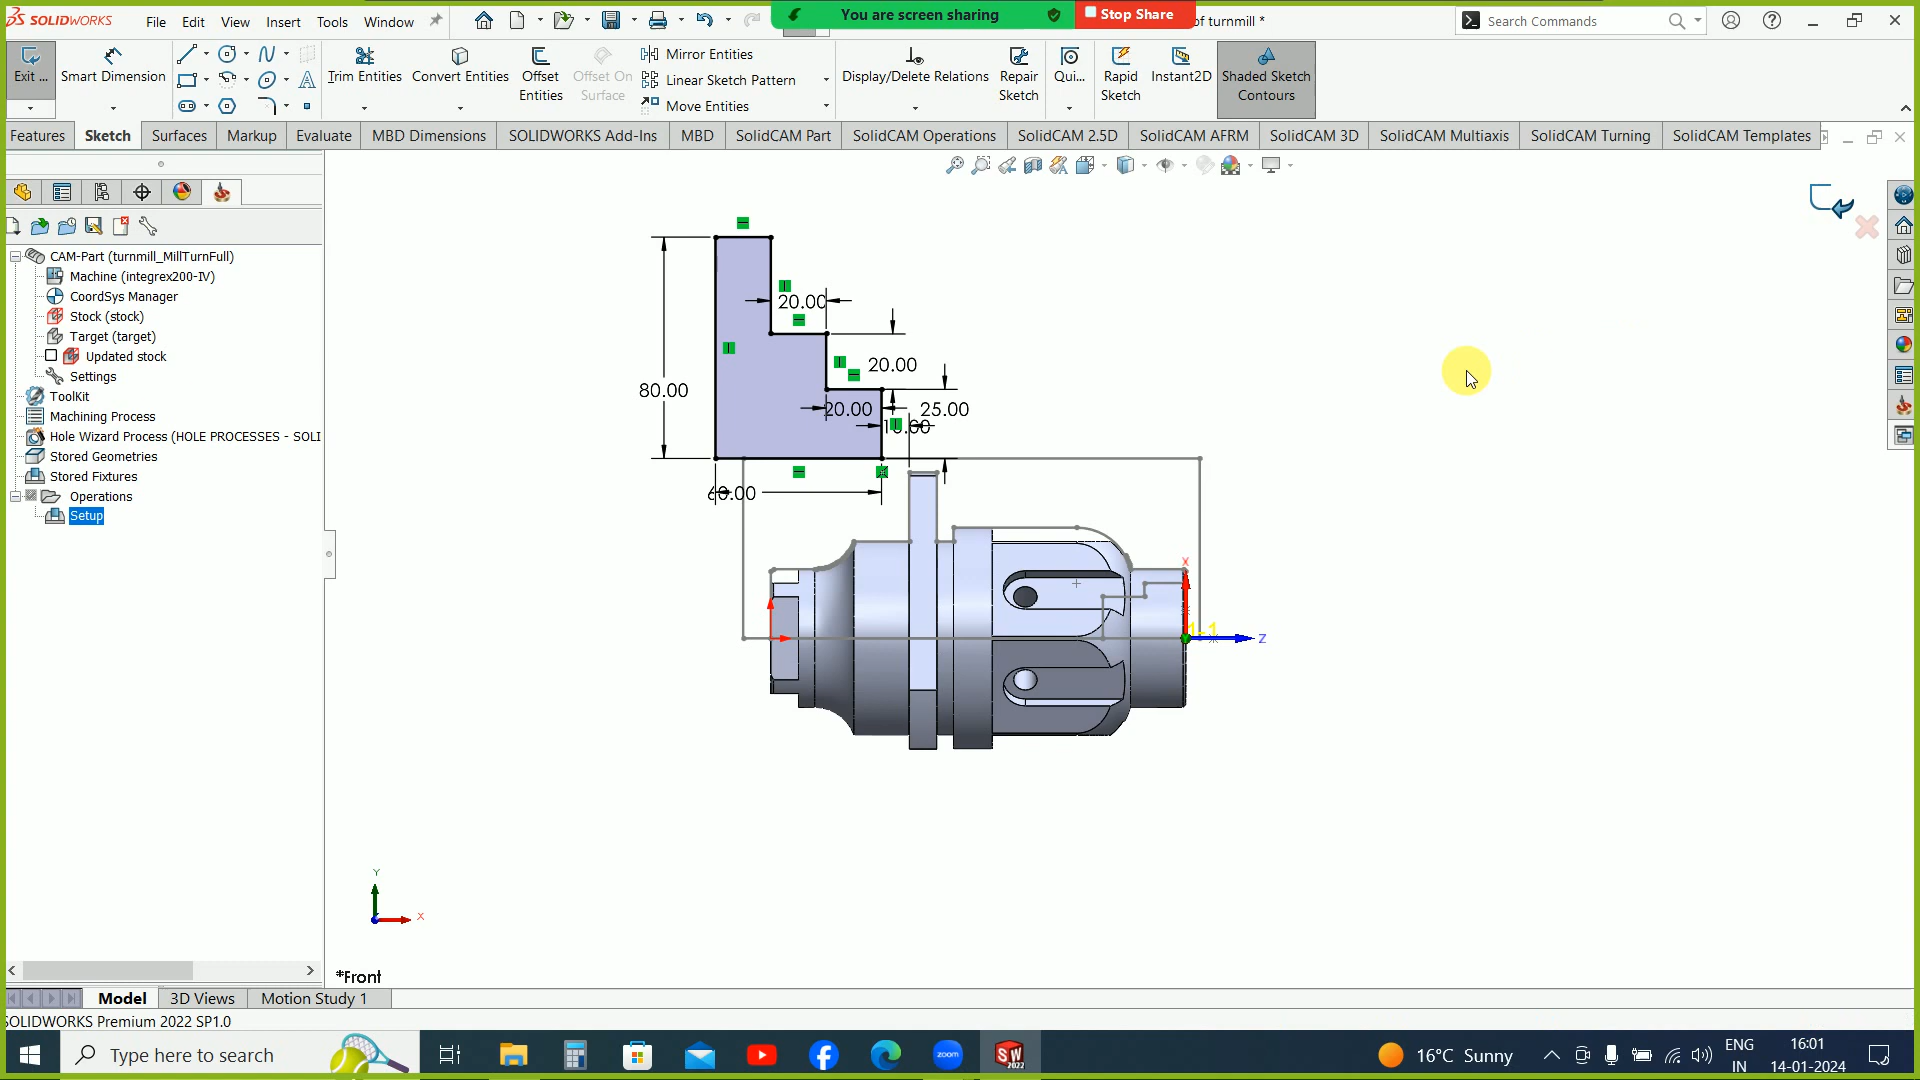 SOLIDWORKS File Edit View Insert Tools Window You are screen sharing Stop Share of turnmill * Search Commands
Exit ... Smart Dimension Trim Entities Convert Entities Offset Entities Offset On Surface Mirror Entities Linear Sketch Pattern Move Entities Display/Delete Relations Repair Sketch Qui... Rapid Sketch Instant2D Shaded Sketch Contours
Features Sketch Surfaces Markup Evaluate MBD Dimensions SOLIDWORKS Add-Ins MBD SolidCAM Part SolidCAM Operations SolidCAM 2.5D SolidCAM AFRM SolidCAM 3D SolidCAM Multiaxis SolidCAM Turning SolidCAM Templates
CAM-Part (turnmill_MillTurnFull)
Machine (integrex200-IV)
CoordSys Manager
Stock (stock)
Target (target)
Updated stock
Settings
ToolKit
Machining Process
Hole Wizard Process (HOLE PROCESSES - SOLI
Stored Geometries
Stored Fixtures
Operations
Setup
20.00
20.00
80.00
20.00
25.00
60.00
X
1-1
Z
Y
X
*Front
Model 3D Views Motion Study 1
SOLIDWORKS Premium 2022 SP1.0
Type here to search
zoom
SW
2022
16°C Sunny
ENG
IN
16:01
14-01-2024